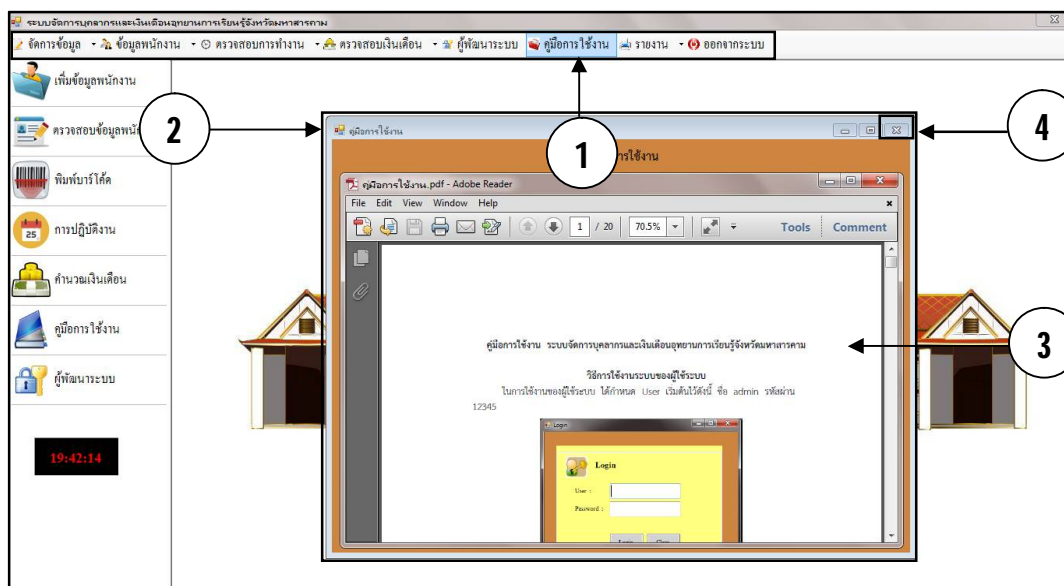 ระบบจัดการบุคลากรและเงินเดือนอุทยานการเรียนรู้จังหวัดมหาสารคาม
จัดการข้อมูล ข้อมูลพนักงาน ตรวจสอบการทำงาน ตรวจสอบเงินเดือน ผู้พัฒนาระบบ คู่มือการใช้งาน รายงาน ออกจากระบบ
เพิ่มข้อมูลพนักงาน
ตรวจสอบข้อมูลพนั
พิมพ์บาร์โค้ด
25 การปฏิบัติงาน
คำนวณเงินเดือน
คู่มือการใช้งาน
ผู้พัฒนาระบบ
19:42:14
2
1
4
3
คู่มือการใช้งาน
การใช้งาน
คู่มือการใช้งาน.pdf - Adobe Reader
File Edit View Window Help
1 / 20 70.5% Tools Comment
คู่มือการใช้งาน ระบบจัดการบุคลากรและเงินเดือนอุทยานการเรียนรู้จังหวัดมหาสารคาม
วิธีการใช้งานระบบของผู้ใช้ระบบ
ในการใช้งานของผู้ใช้ระบบ ได้กำหนด User เริ่มต้นไว้ดังนี้ ชื่อ admin รหัสผ่าน
12345
Login
Login
User :
Password :